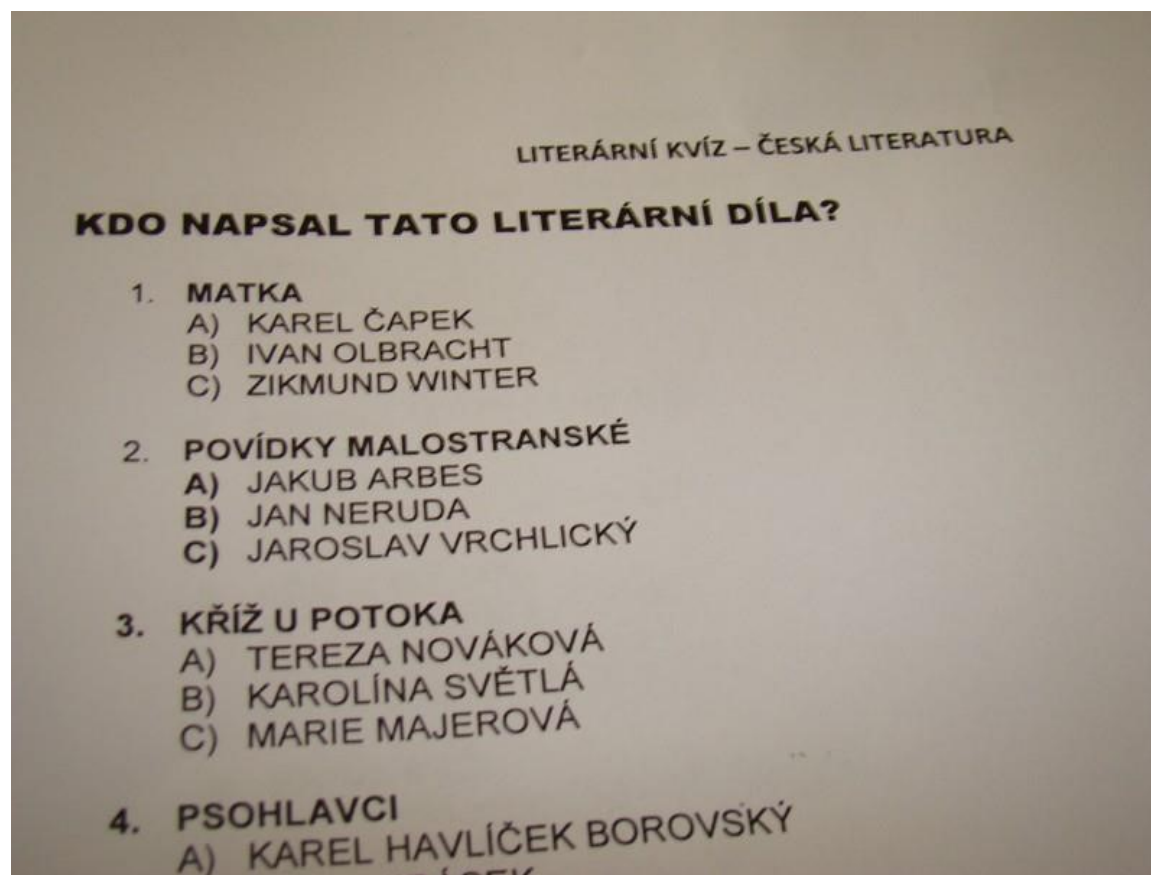 LITERÁRNÍ KVÍZ – ČESKÁ LITERATURA
KDO NAPSAL TATO LITERÁRNÍ DÍLA?
1. MATKA
A) KAREL ČAPEK
B) IVAN OLBRACHT
C) ZIKMUND WINTER
2. POVÍDKY MALOSTRANSKÉ
A) JAKUB ARBES
B) JAN NERUDA
C) JAROSLAV VRCHLICKÝ
3. KŘÍŽ U POTOKA
A) TEREZA NOVÁKOVÁ
B) KAROLÍNA SVĚTLÁ
C) MARIE MAJEROVÁ
4. PSOHLAVCI
A) KAREL HAVLÍČEK BOROVSKÝ